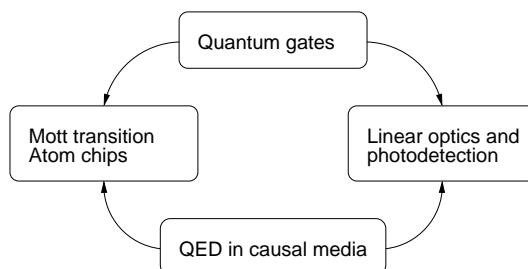 Quantum gates
Mott transition
Atom chips
Linear optics and
photodetection
QED in causal media